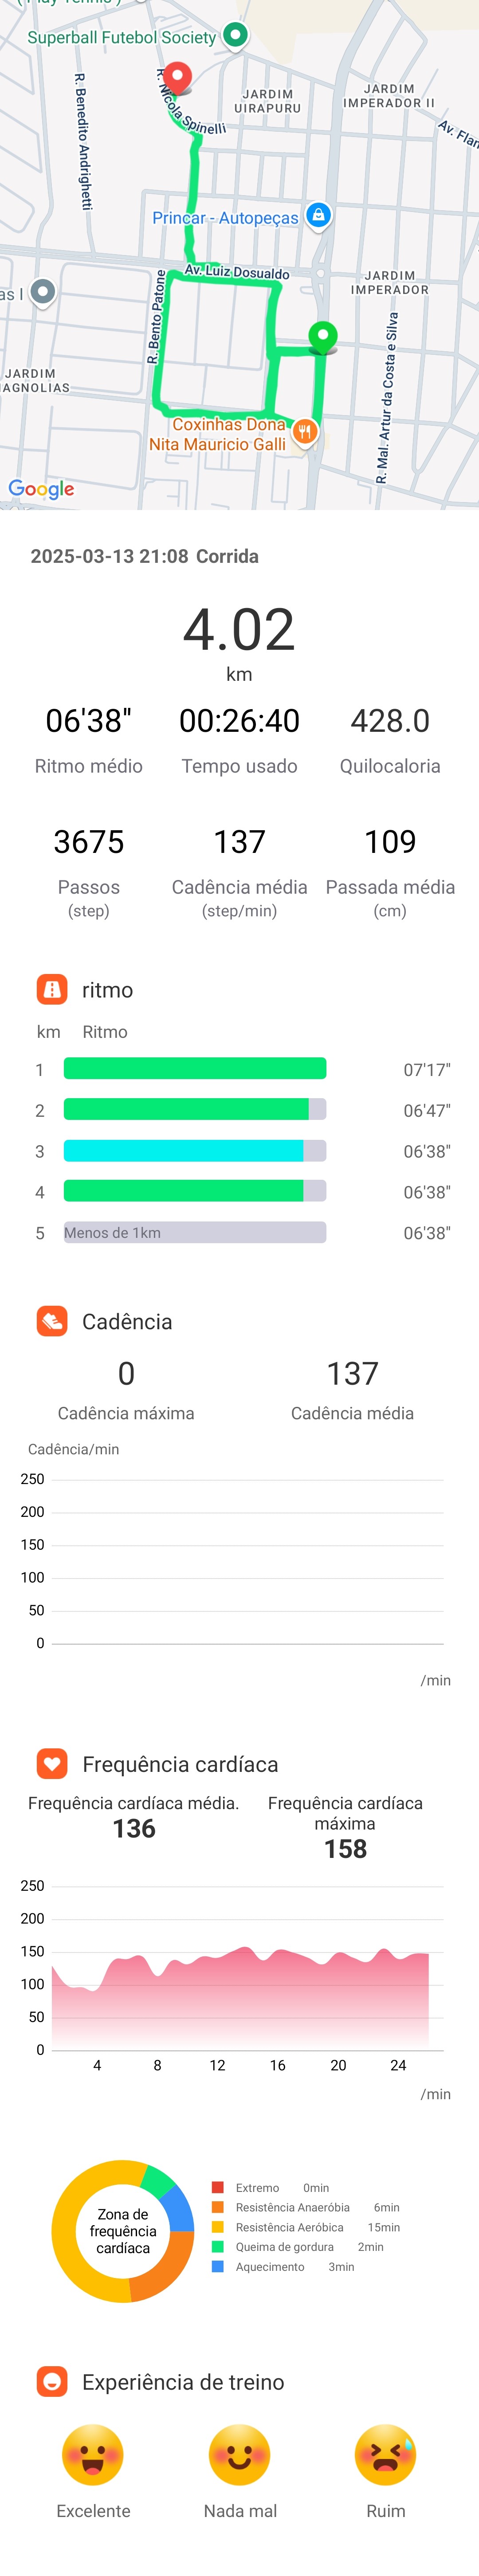 ( Play Tennis )
Superball Futebol Society
R. Benedito Andrighetti
R. Nicola Spinelli
JARDIM
UIRAPURU
JARDIM
IMPERADOR II
Princar - Autopeças
Av. Luiz Dosualdo
as I
R. Bento Patone
JARDIM
IMPERADOR
JARDIM
AGNOLIAS
R. Mal. Artur da Costa e Silva
Coxinhas Dona
Nita Mauricio Galli
Google
2025-03-13 21:08 Corrida
4.02
km
06'38" 00:26:40 428.0
Ritmo médio Tempo usado Quilocaloria
3675 137 109
Passos Cadência média Passada média
(step) (step/min) (cm)
ritmo
km Ritmo
1 07'17"
2 06'47"
3 06'38"
4 06'38"
5 Menos de 1km 06'38"
Cadência
0 137
Cadência máxima Cadência média
Cadência/min
250
200
150
100
50
0
/min
Frequência cardíaca
Frequência cardíaca média.
136
Frequência cardíaca
máxima
158
250
200
150
100
50
0
4 8 12 16 20 24
/min
Zona de
frequência
cardíaca
Extremo 0min
Resistência Anaeróbia 6min
Resistência Aeróbica 15min
Queima de gordura 2min
Aquecimento 3min
Experiência de treino
Excelente Nada mal Ruim